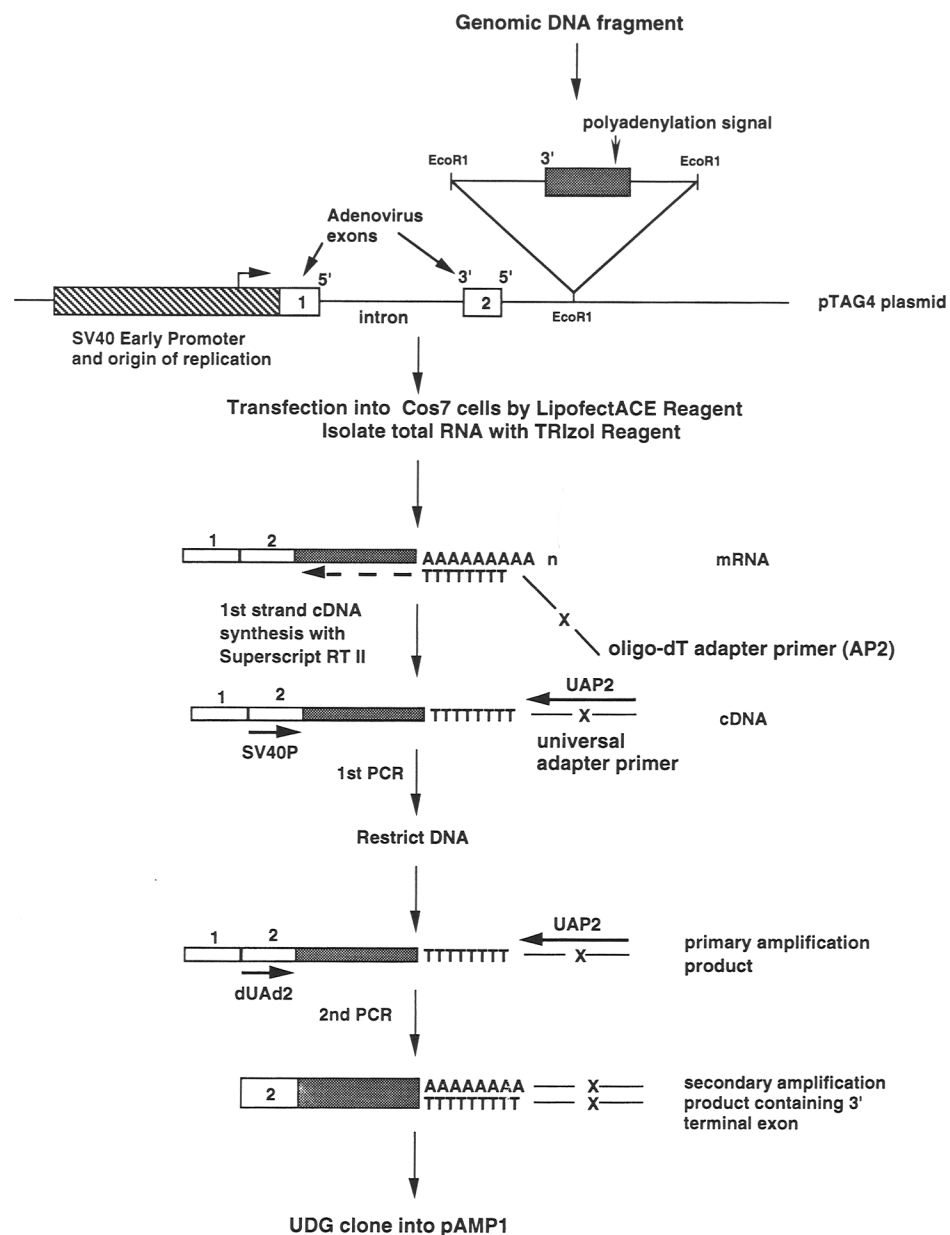 Genomic DNA fragment
polyadenylation signal
EcoR1
3'
EcoR1
Adenovirus
exons
5'
3'
5'
1
2
pTAG4 plasmid
intron
EcoR1
SV40 Early Promoter
and origin of replication
Transfection into Cos7 cells by LipofectACE Reagent
Isolate total RNA with TRIzol Reagent
1
2
AAAAAAAAA n
mRNA
TTTTTTTT
1st strand cDNA
synthesis with
Superscript RT II
X
oligo-dT adapter primer (AP2)
UAP2
1
2
TTTTTTTT
X
cDNA
SV40P
universal
adapter primer
1st PCR
Restrict DNA
UAP2
1
2
TTTTTTTT
X
primary amplification
product
dUAd2
2nd PCR
2
AAAAAAAA
X
TTTTTTTTT
X
secondary amplification
product containing 3'
terminal exon
UDG clone into pAMP1